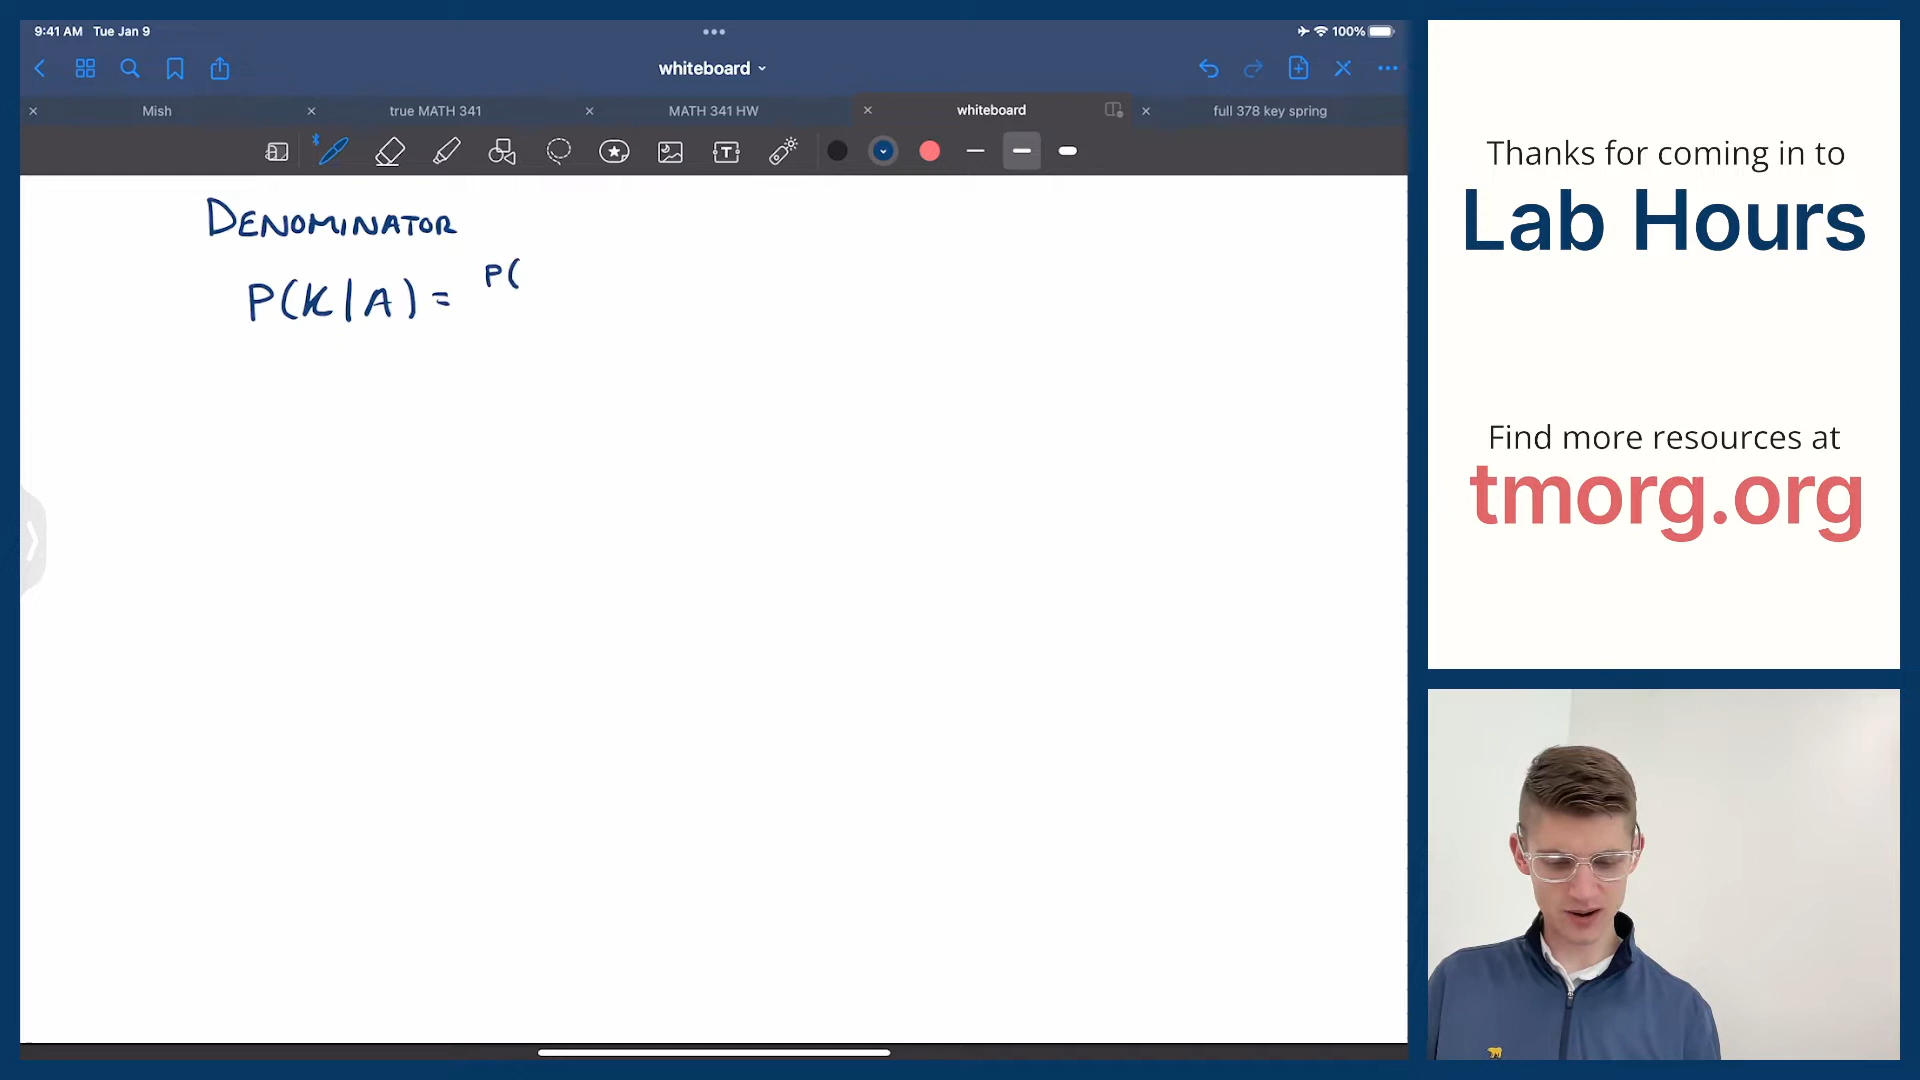 9:41 AM Tue Jan 9
100%
whiteboard
Mish
true MATH 341
MATH 341 HW
whiteboard
full 378 key spring
DENOMINATOR
P(K|A) = P(
Thanks for coming in to
Lab Hours
Find more resources at
tmorg.org